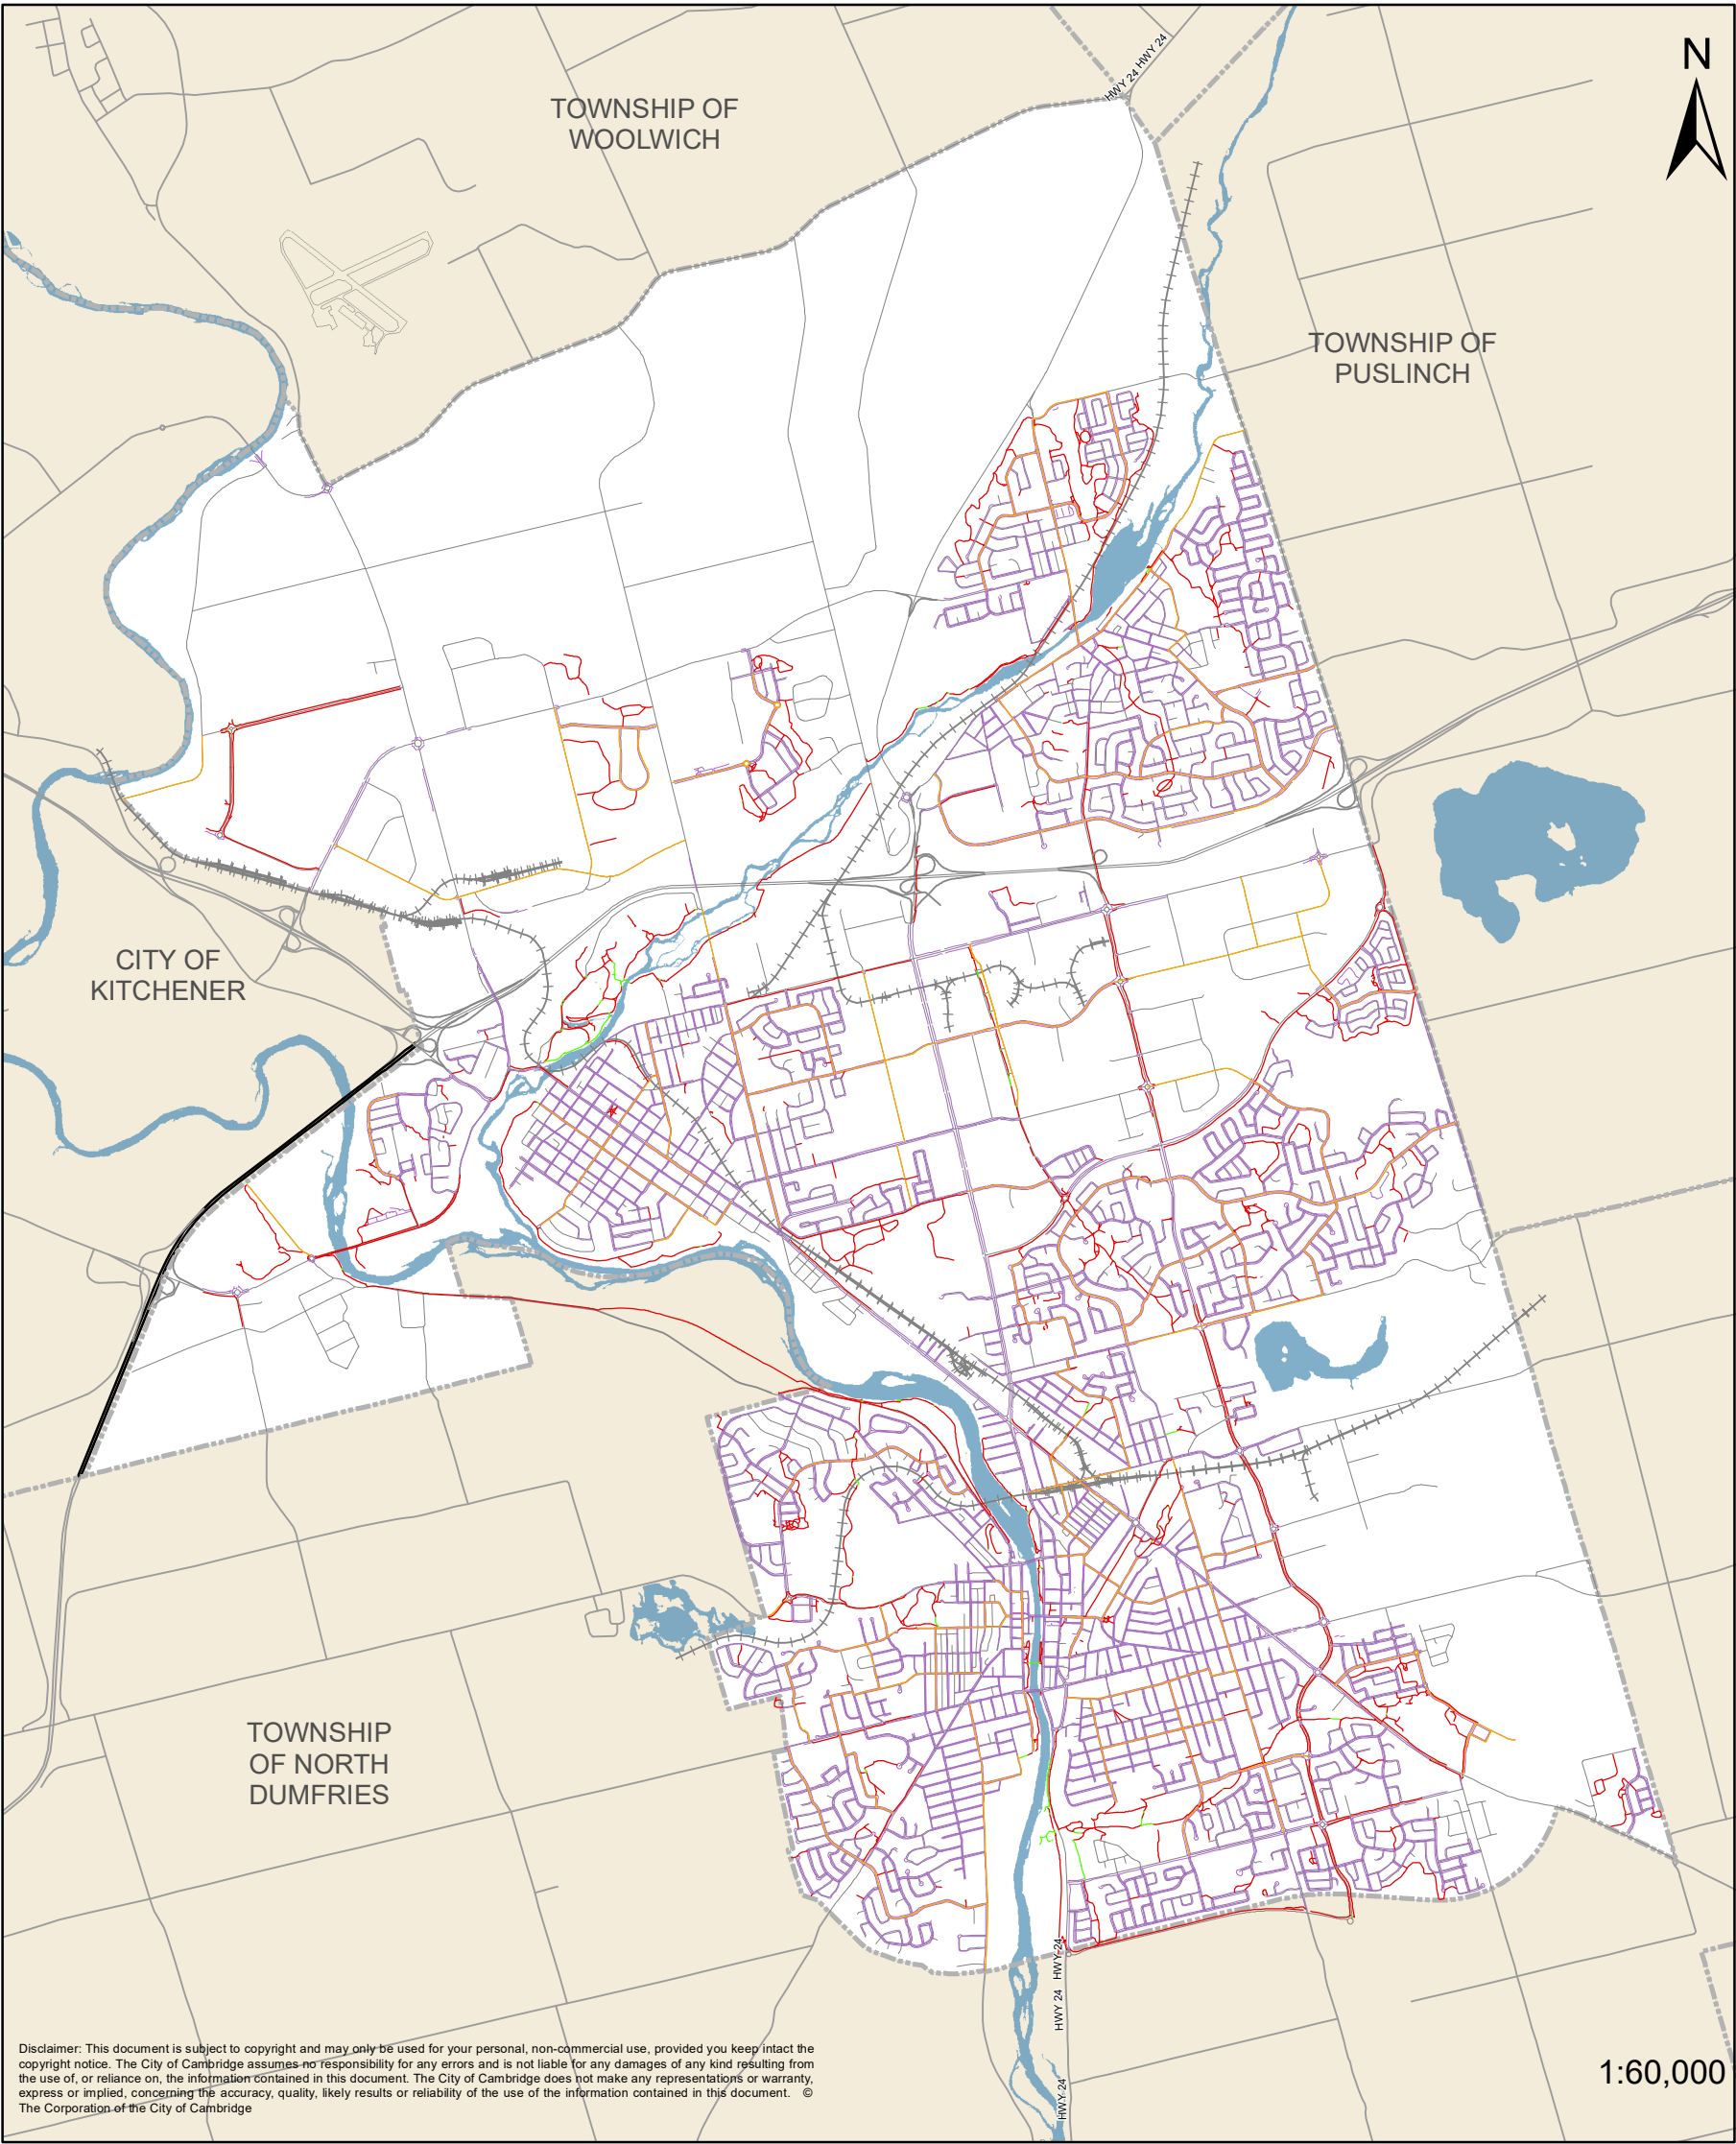 HWY 24 HWY 24
N
TOWNSHIP OF
WOOLWICH
TOWNSHIP OF
PUSLINCH
CITY OF
KITCHENER
TOWNSHIP
OF NORTH
DUMFRIES
HWY 24 HWY 24
HWY 24
Disclaimer: This document is subject to copyright and may only be used for your personal, non-commercial use, provided you keep intact the
copyright notice. The City of Cambridge assumes no responsibility for any errors and is not liable for any damages of any kind resulting from
the use of, or reliance on, the information contained in this document. The City of Cambridge does not make any representations or warranty,
express or implied, concerning the accuracy, quality, likely results or reliability of the use of the information contained in this document. ©
The Corporation of the City of Cambridge
1:60,000